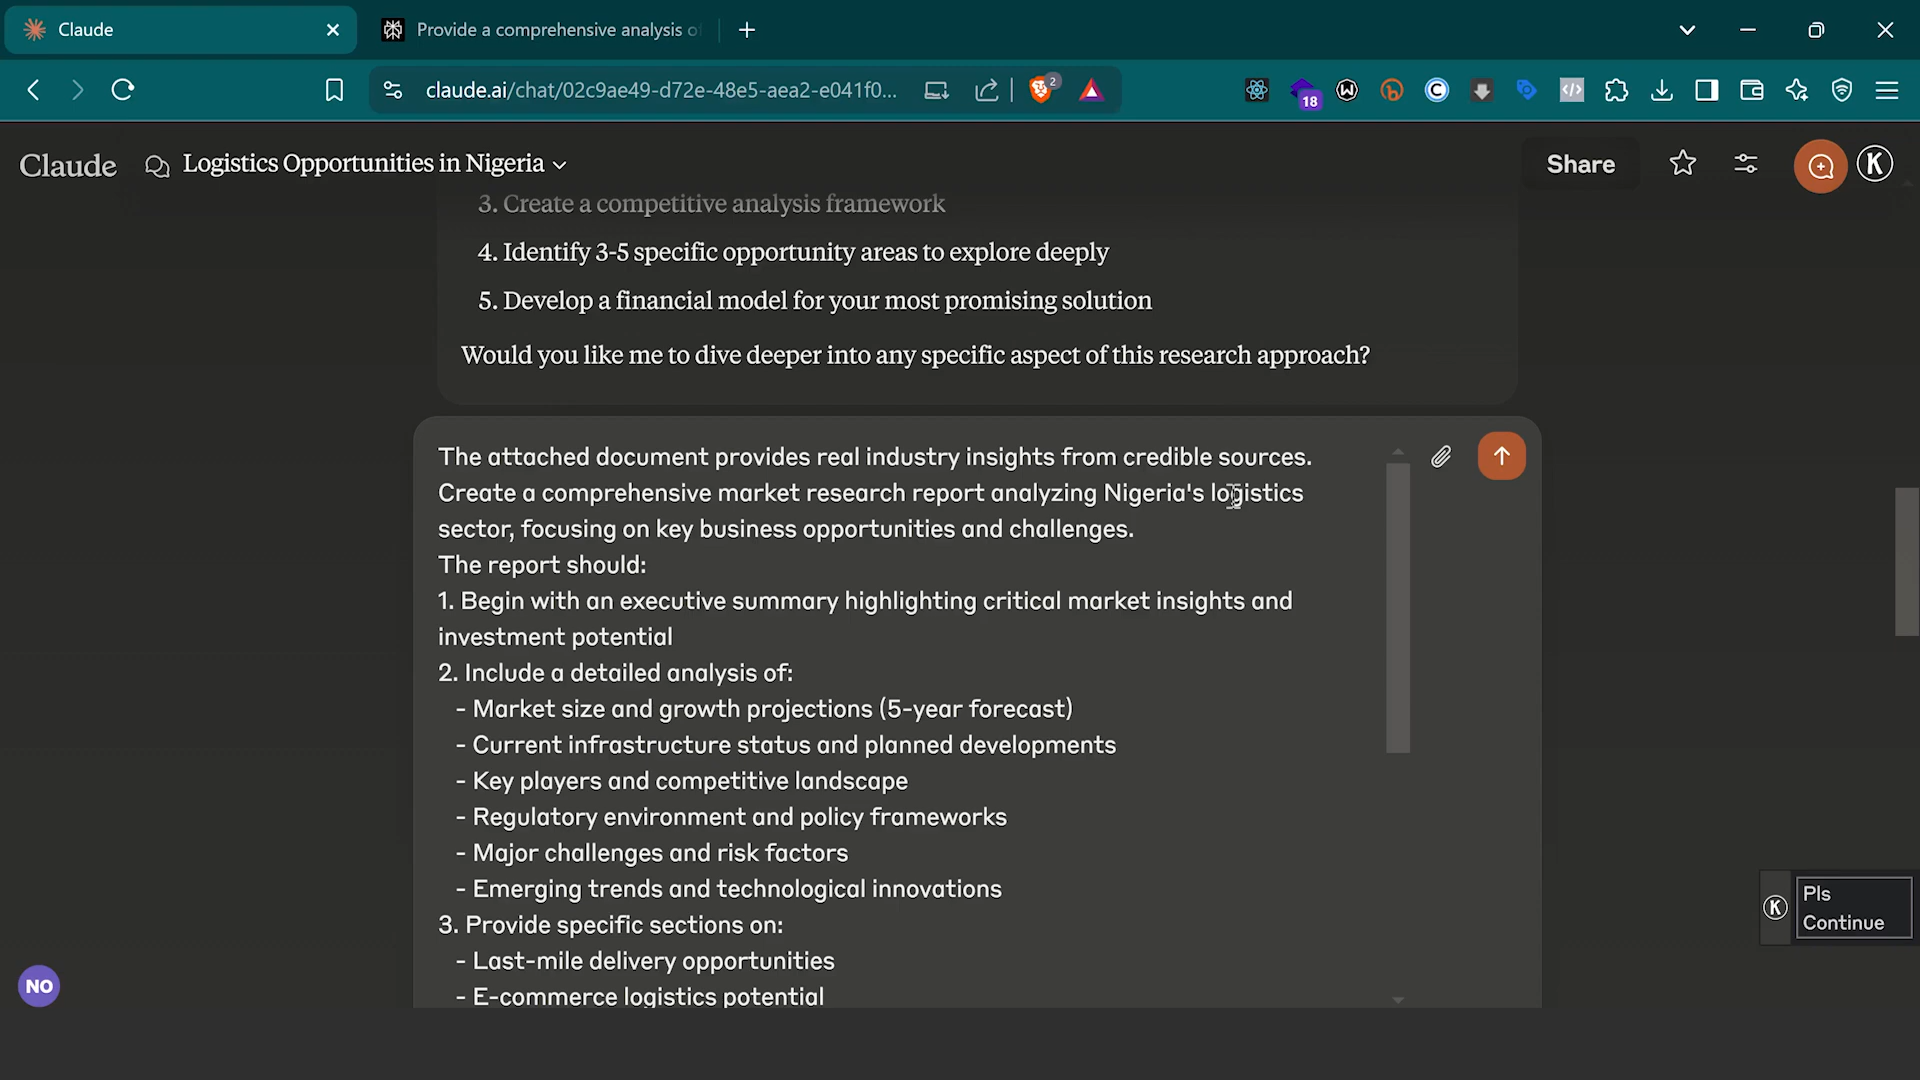 Claude
Provide a comprehensive analysis of
claude.ai/chat/02c9ae49-d72e-48e5-aea2-e041f0...
2
18
Claude
Logistics Opportunities in Nigeria
Share
K
3. Create a competitive analysis framework
4. Identify 3-5 specific opportunity areas to explore deeply
5. Develop a financial model for your most promising solution
Would you like me to dive deeper into any specific aspect of this research approach?
The attached document provides real industry insights from credible sources.
Create a comprehensive market research report analyzing Nigeria's logistics
sector, focusing on key business opportunities and challenges.
The report should:
1. Begin with an executive summary highlighting critical market insights and
investment potential
2. Include a detailed analysis of:
- Market size and growth projections (5-year forecast)
- Current infrastructure status and planned developments
- Key players and competitive landscape
- Regulatory environment and policy frameworks
- Major challenges and risk factors
- Emerging trends and technological innovations
3. Provide specific sections on:
- Last-mile delivery opportunities
- E-commerce logistics potential
K
Pls
Continue
NO